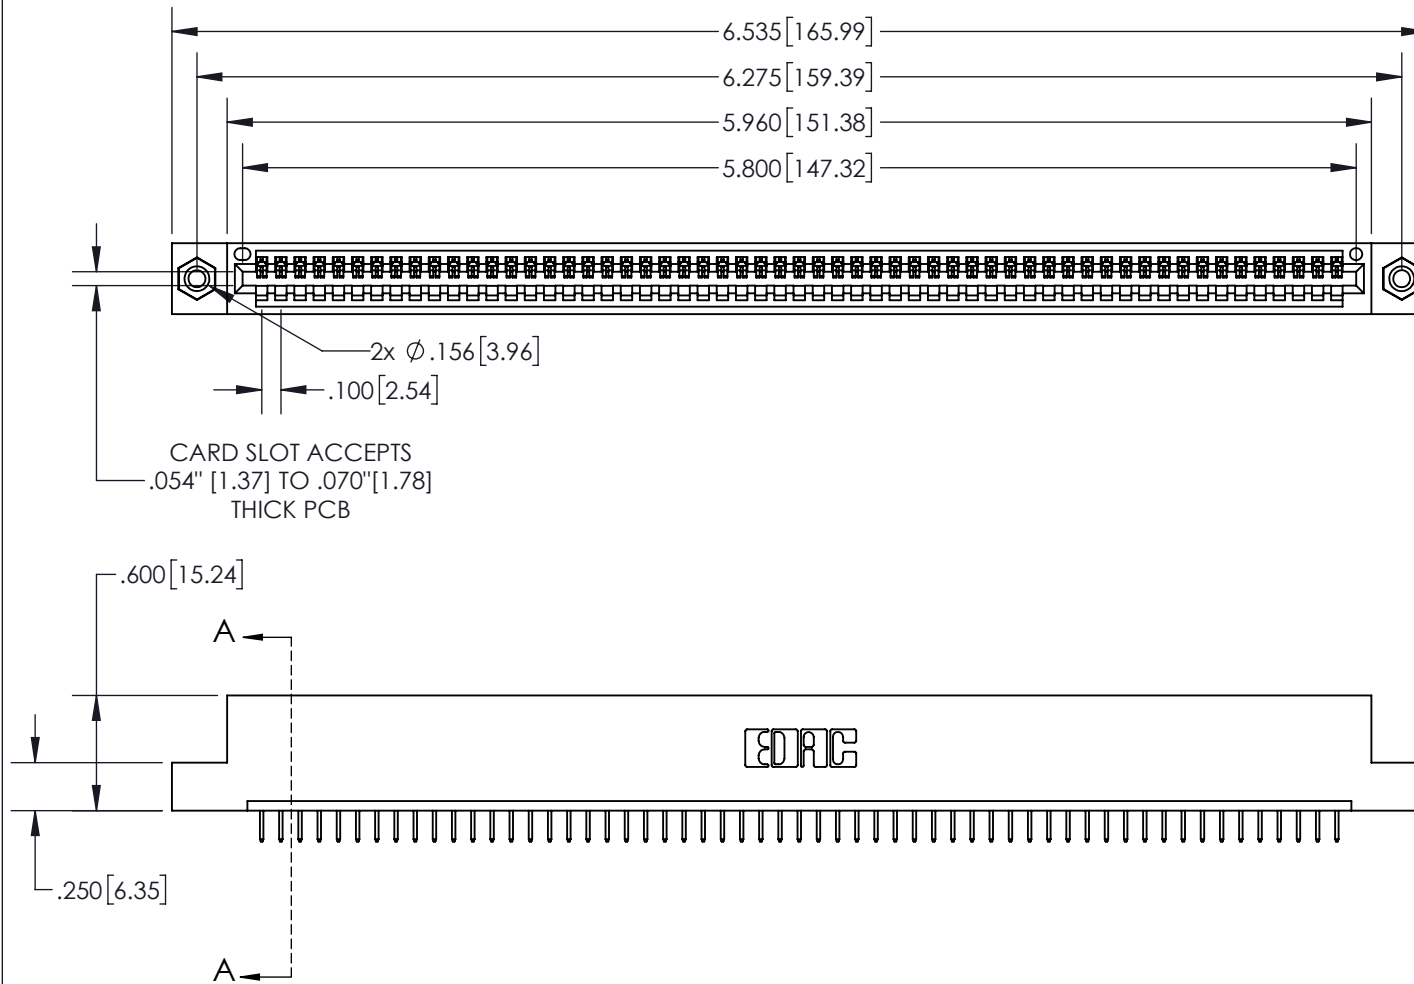 6.535[165.99]
6.275[159.39]
5.960[151.38]
5.800[147.32]
2x Ø.156[3.96]
.100[2.54]
CARD SLOT ACCEPTS
.054" [1.37] TO .070"[1.78]
THICK PCB
.600[15.24]
A
EDAC
.250[6.35]
A